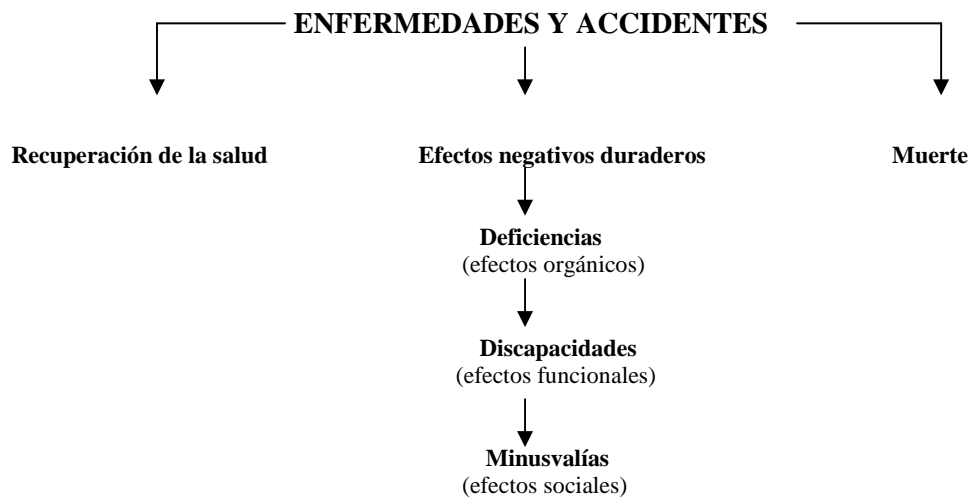 ENFERMEDADES Y ACCIDENTES
Recuperación de la salud
Efectos negativos duraderos
Muerte
Deficiencias
(efectos orgánicos)
Discapacidades
(efectos funcionales)
Minusvalías
(efectos sociales)